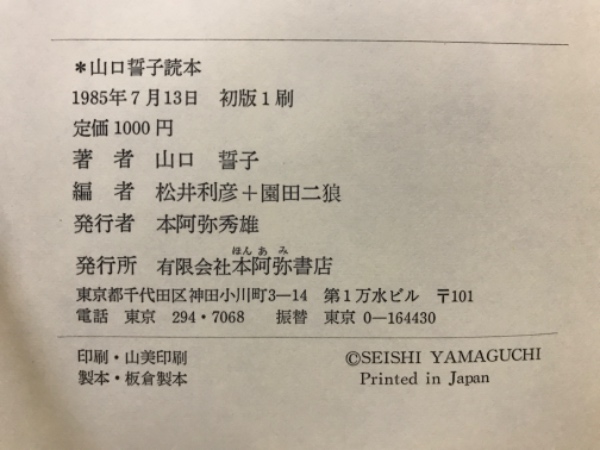 *山口誓子読本
1985年7月13日 初版1刷
定価1000円
著者 山口 誓子
編者 松井利彦+園田二狼
発行者 本阿弥秀雄
ほんあみ
発行所 有限会社本阿弥書店
東京都千代田区神田小川町3―14 第1万水ビル 〒101
電話 東京 294・7068 振替 東京 0―164430
印刷・山美印刷
製本・板倉製本
©SEISHI YAMAGUCHI
Printed in Japan